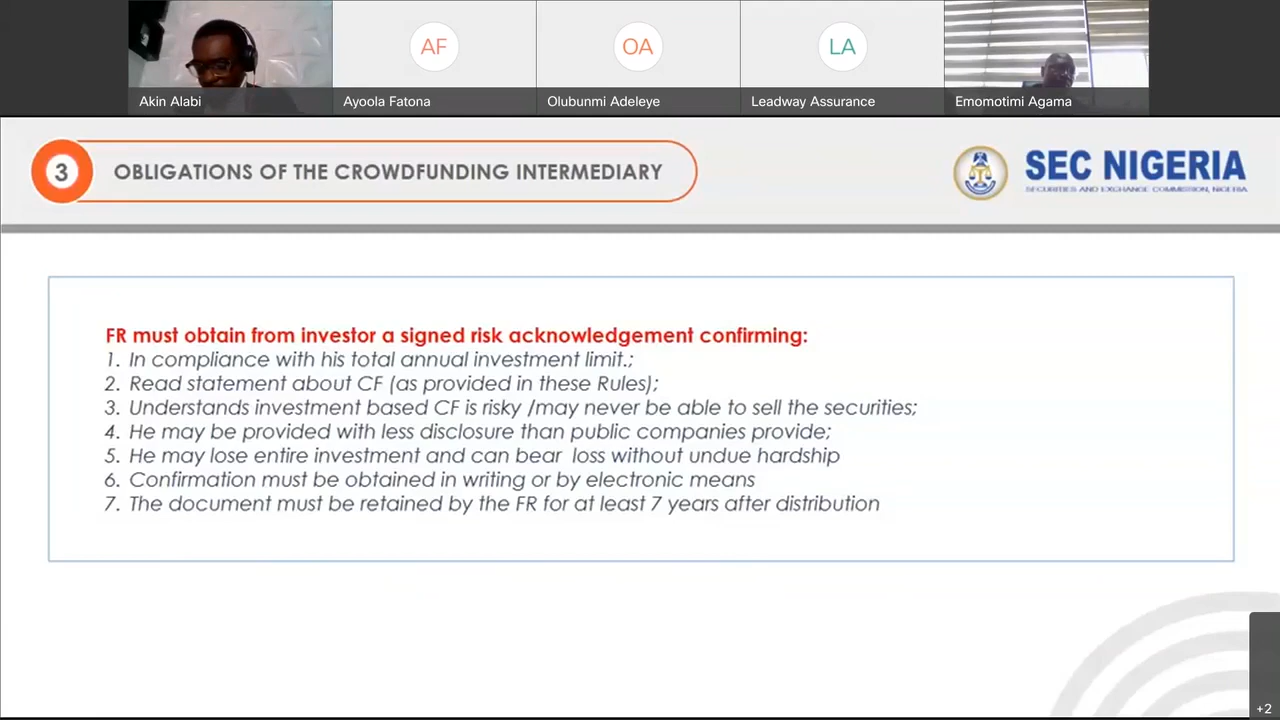 AF
OA
LA
Akin Alabi
Ayoola Fatona
Olubunmi Adeleye
Leadway Assurance
Emomotimi Agama
3
OBLIGATIONS OF THE CROWDFUNDING INTERMEDIARY
SEC NIGERIA
SECURITIES AND EXCHANGE COMMISSION, NIGERIA
FR must obtain from investor a signed risk acknowledgement confirming:
1. In compliance with his total annual investment limit.;
2. Read statement about CF (as provided in these Rules);
3. Understands investment based CF is risky /may never be able to sell the securities;
4. He may be provided with less disclosure than public companies provide;
5. He may lose entire investment and can bear loss without undue hardship
6. Confirmation must be obtained in writing or by electronic means
7. The document must be retained by the FR for at least 7 years after distribution
+2